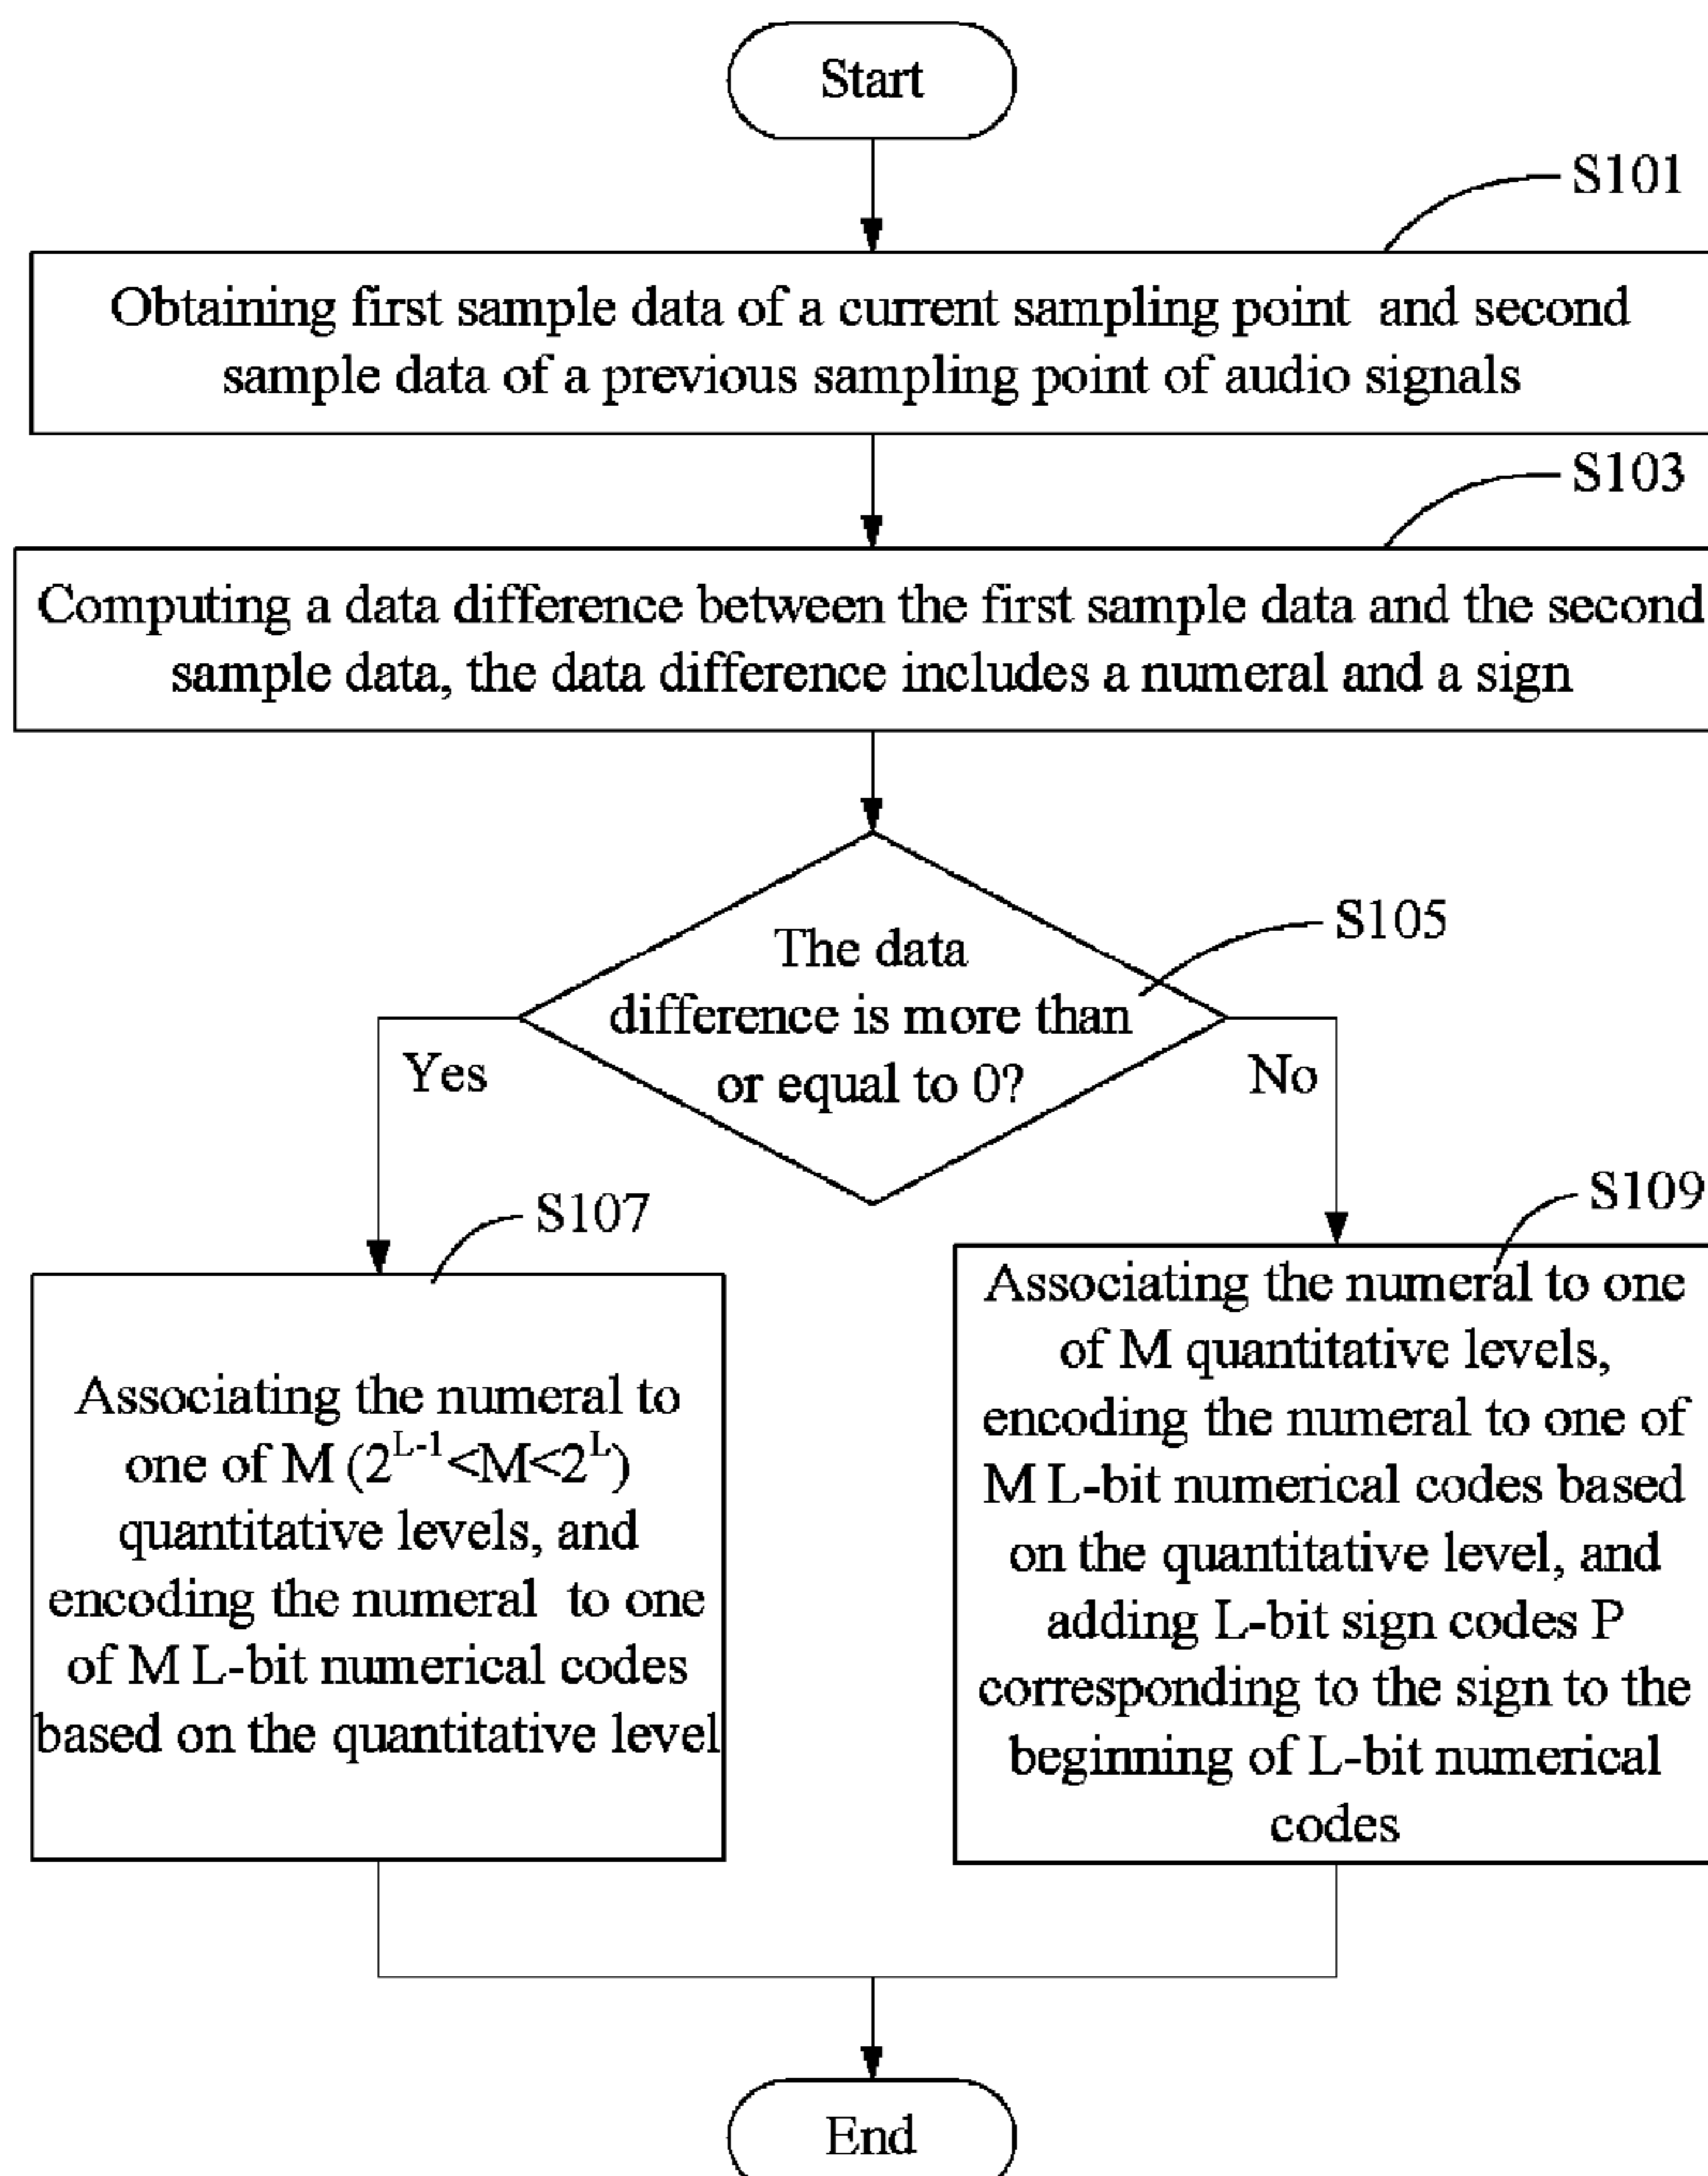 Start
S101
Obtaining first sample data of a current sampling point and second
sample data of a previous sampling point of audio signals
S103
Computing a data difference between the first sample data and the second
sample data, the data difference includes a numeral and a sign
S105
The data
difference is more than
or equal to 0?
Yes
No
S107
Associating the numeral to
one of M (2^{L-1}<M<2^{L})
quantitative levels, and
encoding the numeral to one
of M L-bit numerical codes
based on the quantitative level
S109
Associating the numeral to one
of M quantitative levels,
encoding the numeral to one of
M L-bit numerical codes based
on the quantitative level, and
adding L-bit sign codes P
corresponding to the sign to the
beginning of L-bit numerical
codes
End